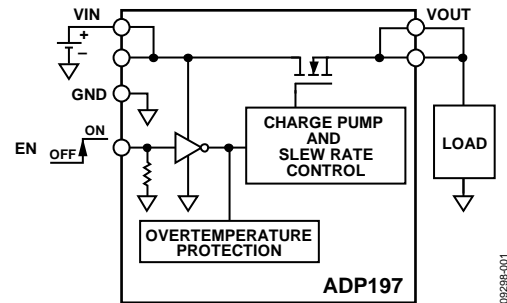 VIN
VOUT
+
–
GND
EN
ON
OFF
CHARGE PUMP
AND
SLEW RATE
CONTROL
LOAD
OVERTEMPERATURE
PROTECTION
ADP197
09298-001